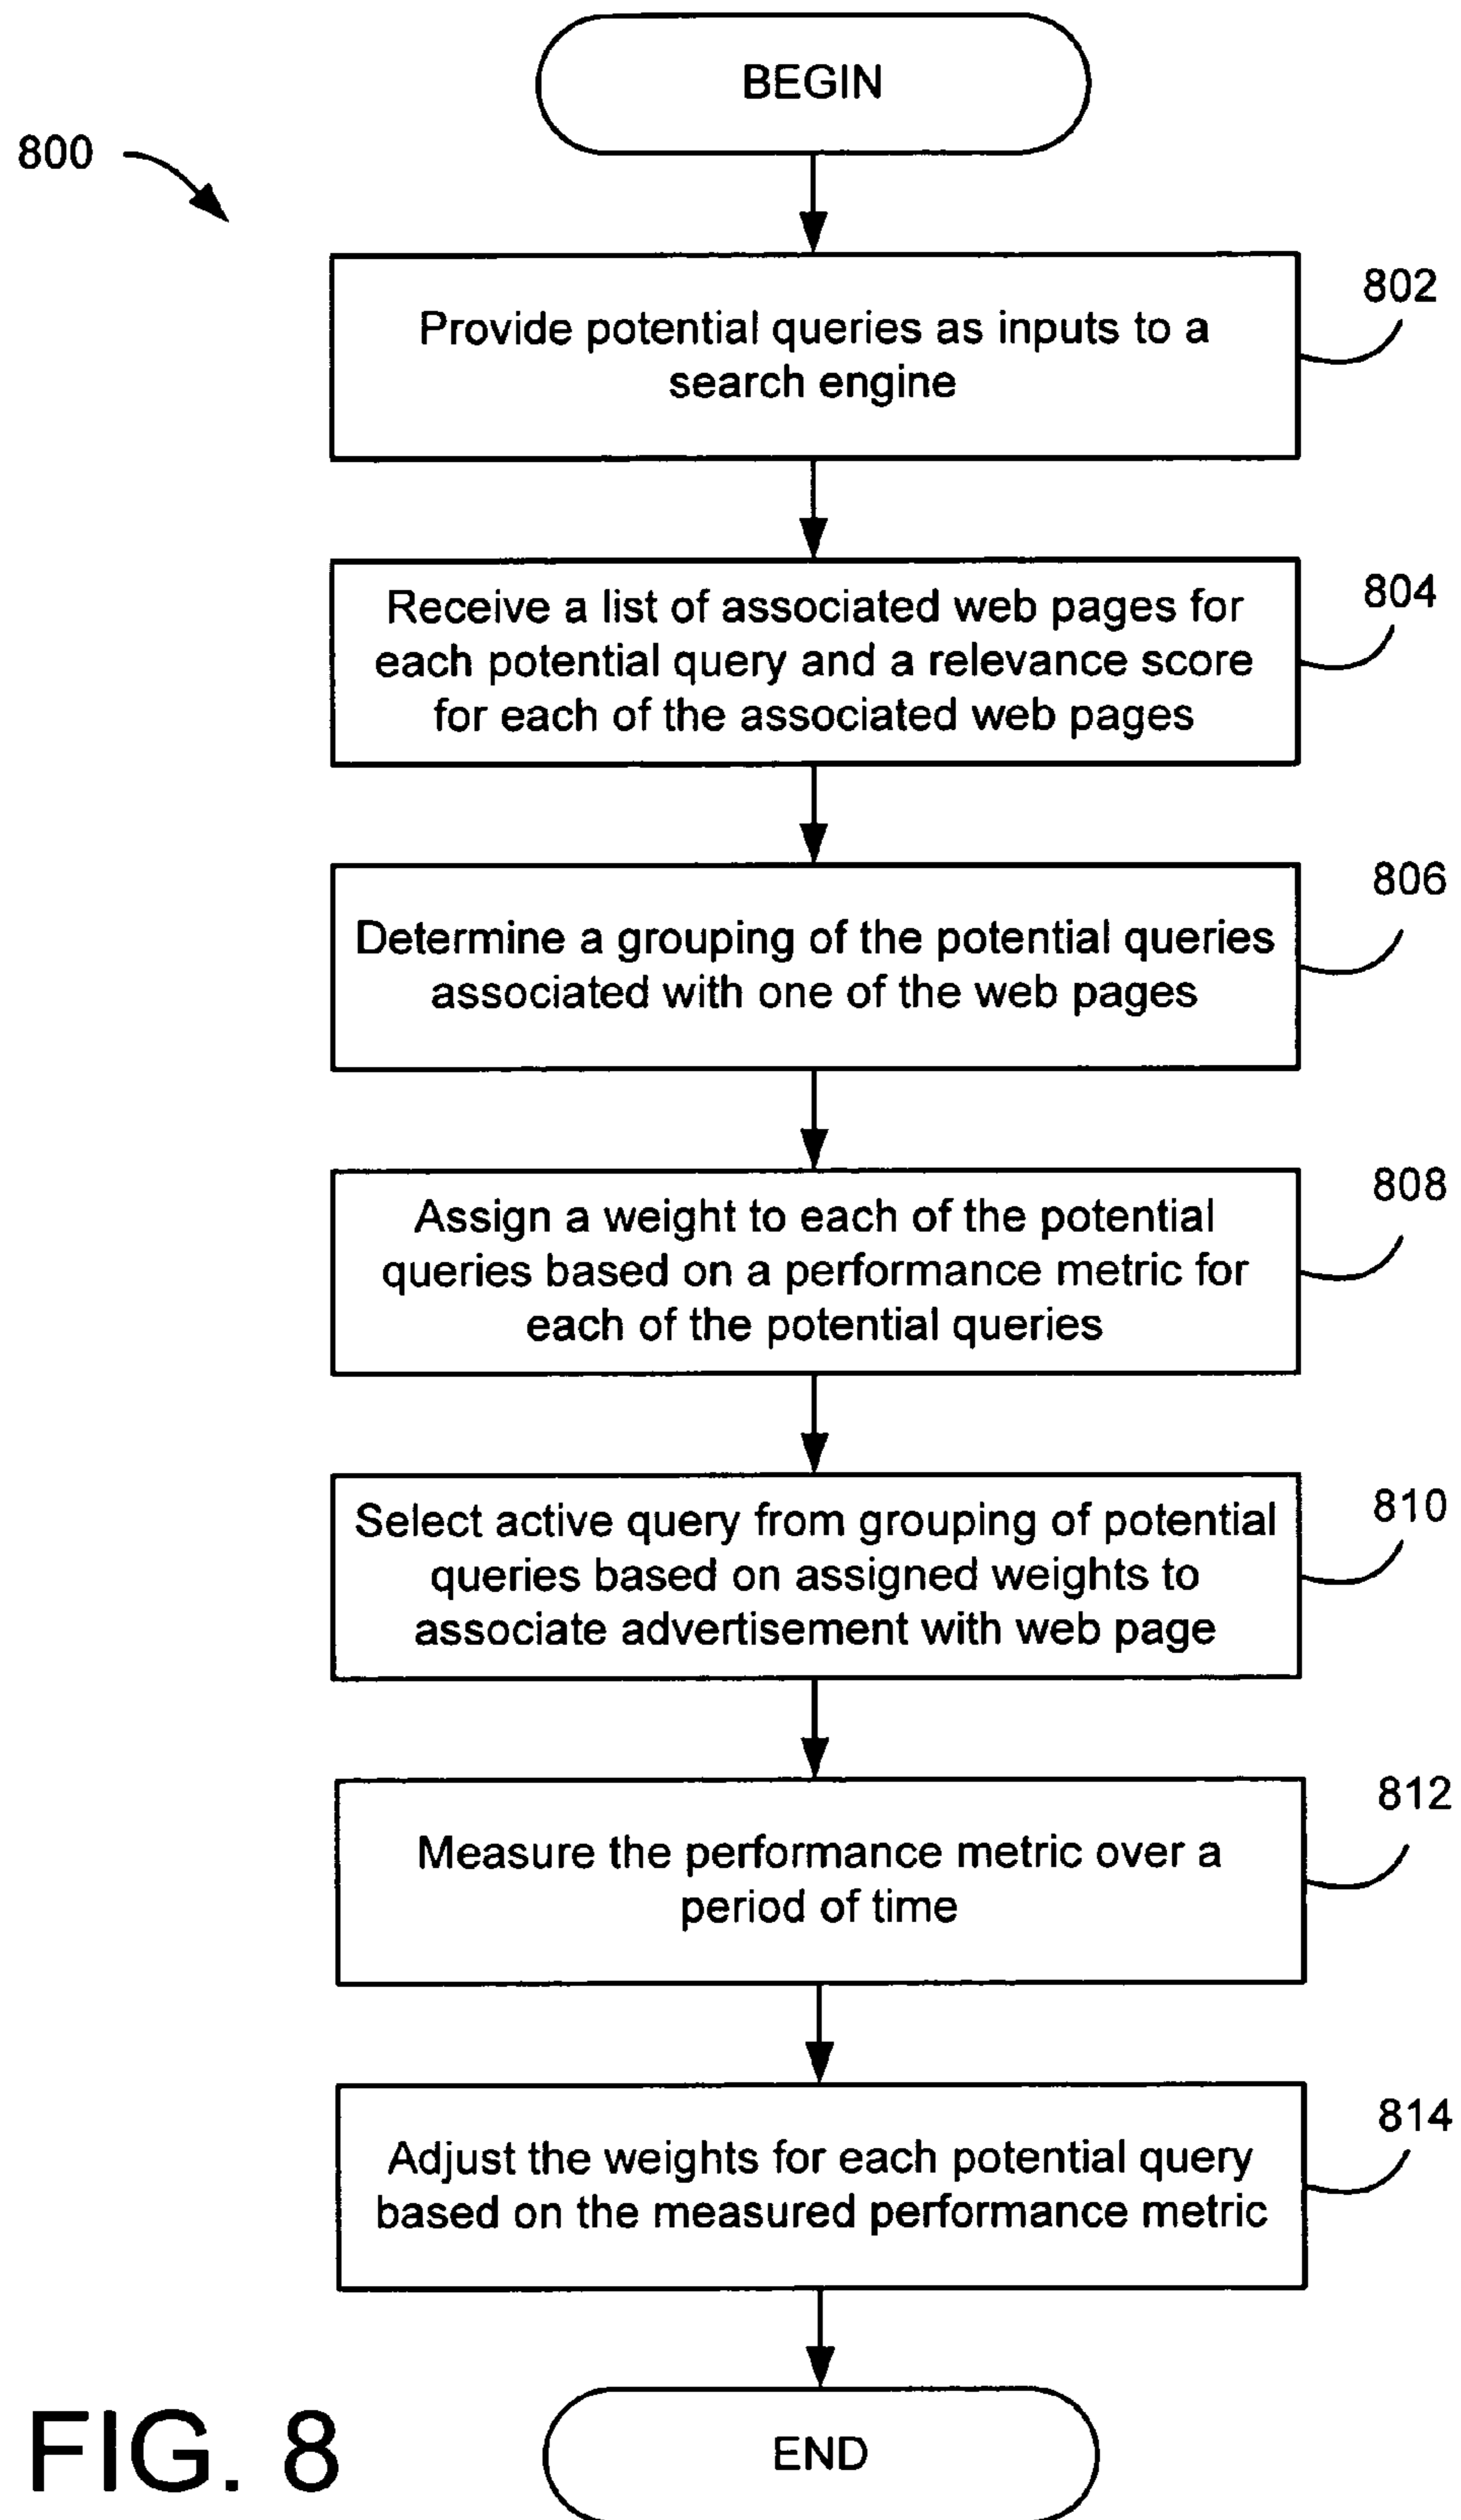 BEGIN
800
802
Provide potential queries as inputs to a
search engine
804
Receive a list of associated web pages for
each potential query and a relevance score
for each of the associated web pages
806
Determine a grouping of the potential queries
associated with one of the web pages
808
Assign a weight to each of the potential
queries based on a performance metric for
each of the potential queries
810
Select active query from grouping of potential
queries based on assigned weights to
associate advertisement with web page
812
Measure the performance metric over a
period of time
814
Adjust the weights for each potential query
based on the measured performance metric
END
FIG. 8